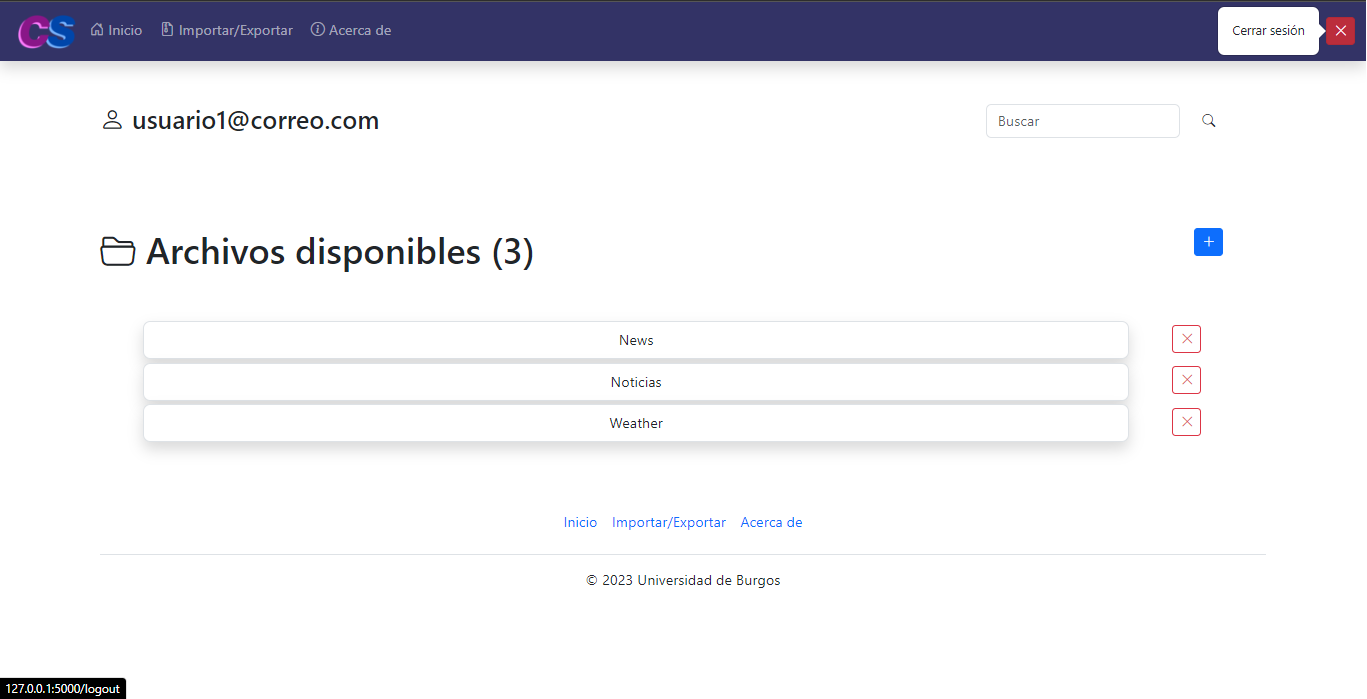 CS Inicio Importar/Exportar Acerca de Cerrar sesión
usuario1@correo.com Buscar
Archivos disponibles (3)
News
Noticias
Weather
Inicio Importar/Exportar Acerca de
© 2023 Universidad de Burgos
127.0.0.1:5000/logout